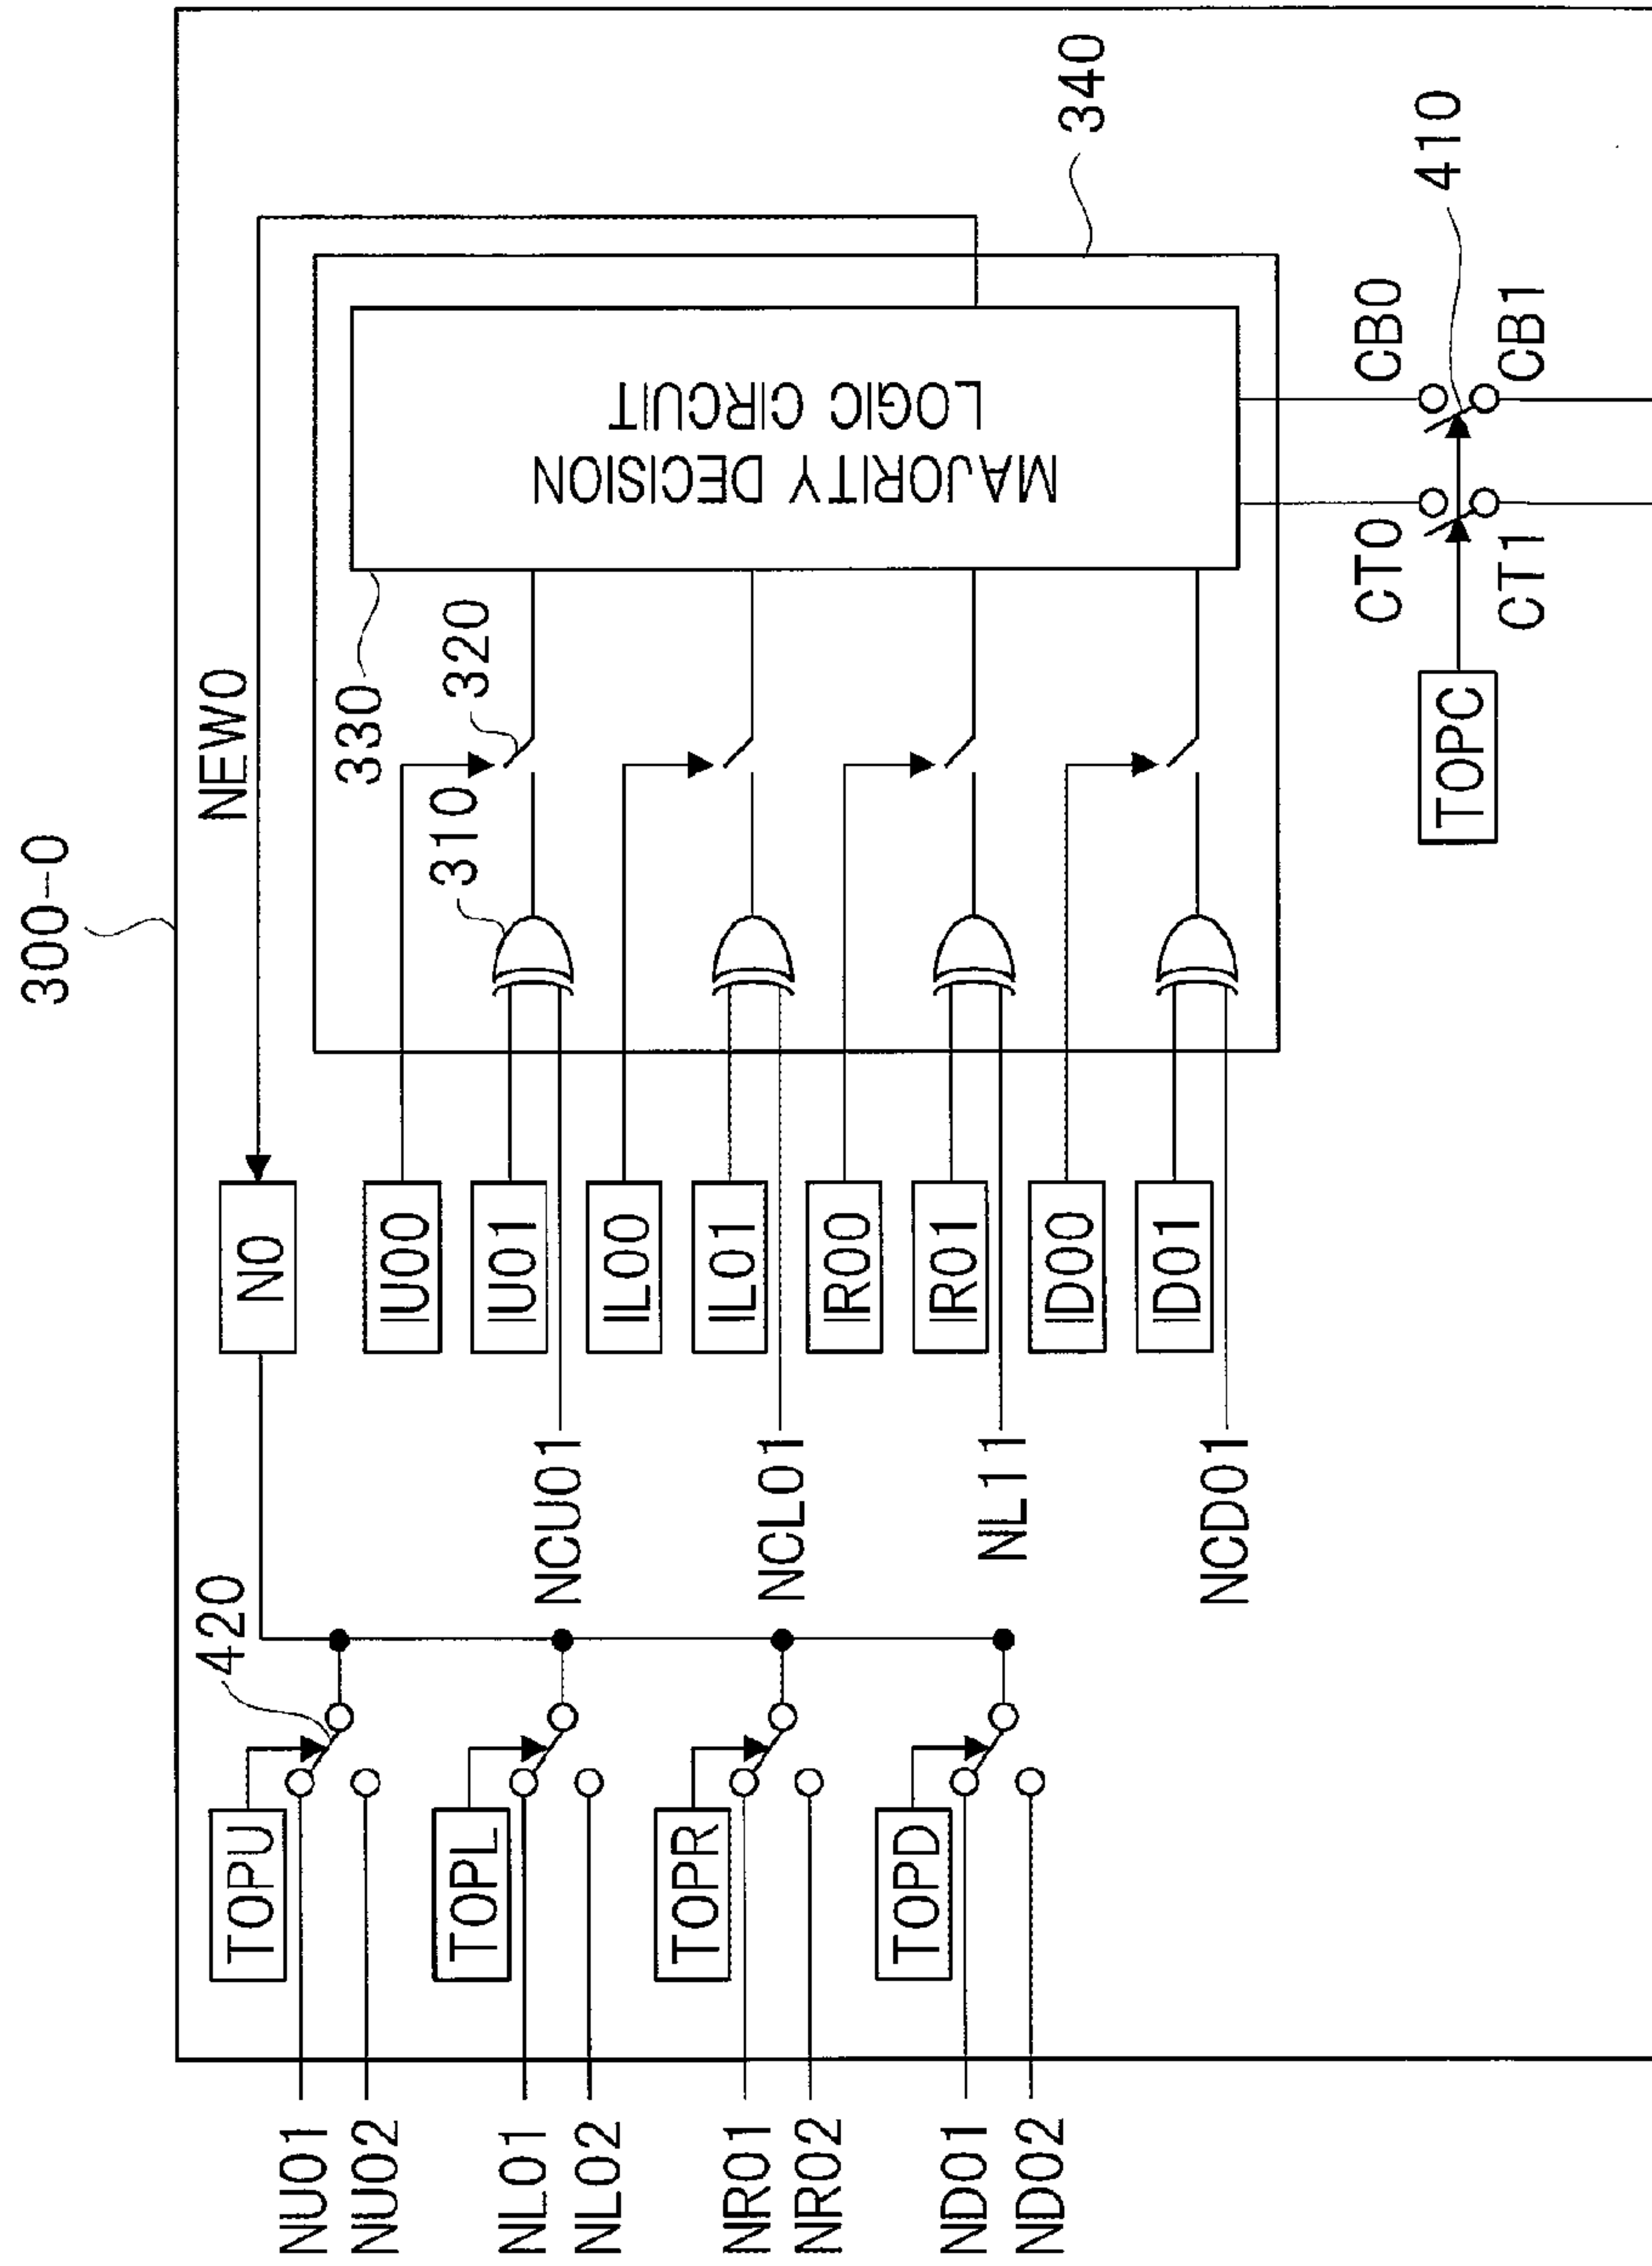 300-0
NU01
NU02
NL01
NL02
NR01
NR02
ND01
ND02
TOPU
TOPL
TOPR
TOPD
420
N0
NEW0
NCU01
NCL01
NL11
NCD01
IU00
IU01
IL00
IL01
IR00
IR01
ID00
ID01
310
320
330
340
MAJORITY DECISION
LOGIC CIRCUIT
TOPC
CT0
CT1
CB0
CB1
410